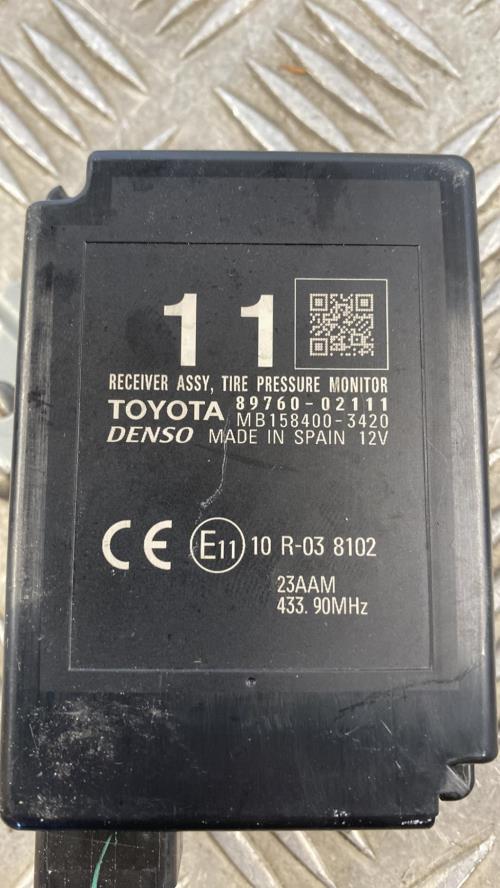 11
RECEIVER ASSY, TIRE PRESSURE MONITOR
TOYOTA 89760-02111
MB158400-3420
DENSO MADE IN SPAIN 12V
CE E11 10 R-03 8102
23AAM
433.90MHz